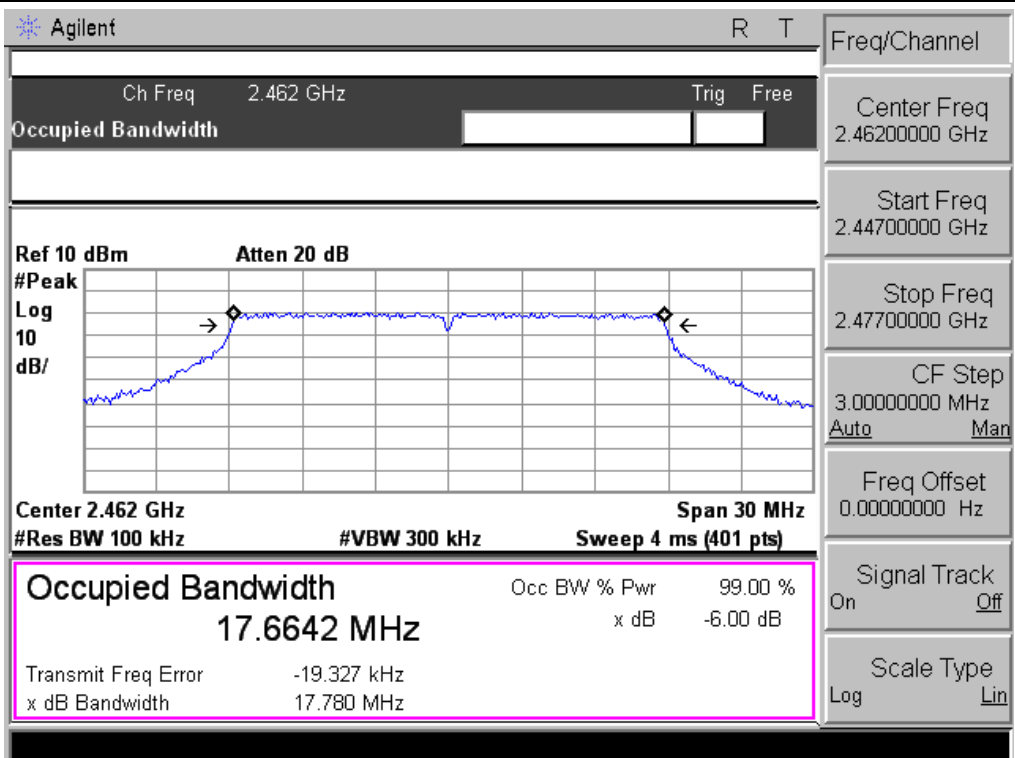 Agilent R T
Ch Freq 2.462 GHz Trig Free
Occupied Bandwidth
Ref 10 dBm Atten 20 dB
#Peak
Log
10
dB/
Center 2.462 GHz Span 30 MHz
#Res BW 100 kHz #VBW 300 kHz Sweep 4 ms (401 pts)
Occupied Bandwidth Occ BW % Pwr 99.00 %
17.6642 MHz x dB -6.00 dB
Transmit Freq Error -19.327 kHz
x dB Bandwidth 17.780 MHz
Freq/Channel
Center Freq
2.46200000 GHz
Start Freq
2.44700000 GHz
Stop Freq
2.47700000 GHz
CF Step
3.00000000 MHz
Auto Man
Freq Offset
0.00000000 Hz
Signal Track
On Off
Scale Type
Log Lin